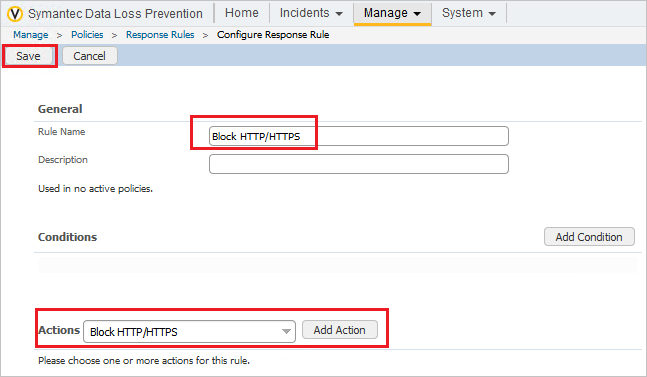 Symantec Data Loss Prevention Home Incidents Manage System
Manage > Policies > Response Rules > Configure Response Rule
Save Cancel
General
Rule Name Block HTTP/HTTPS
Description
Used in no active policies.
Conditions Add Condition
Actions Block HTTP/HTTPS Add Action
Please choose one or more actions for this rule.